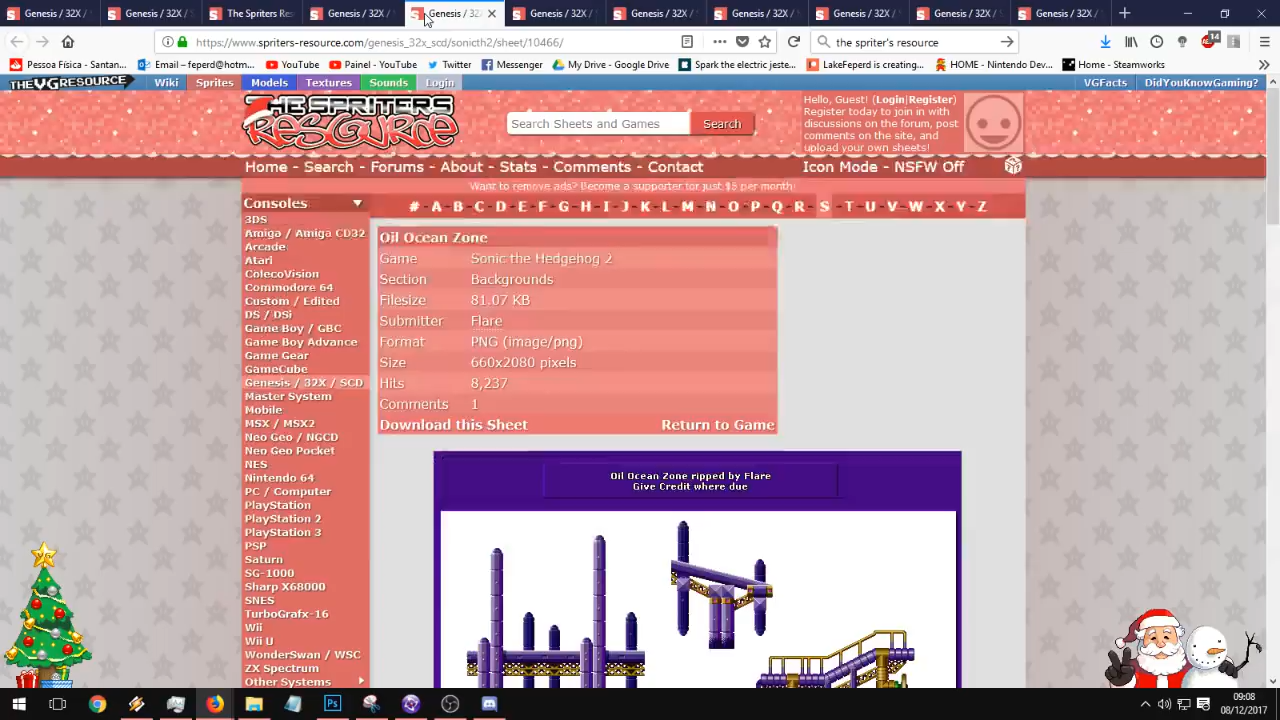 Genesis / 32X / S
Genesis / 32X / S
The Spriters Res
Genesis / 32X / S
Genesis / 32X
Genesis / 32X / S
Genesis / 32X / S
Genesis / 32X / S
Genesis / 32X / S
Genesis / 32X / S
Genesis / 32X / S
https://www.spriters-resource.com/genesis_32x_scd/sonicth2/sheet/10466/
the spriter's resource
14
Pessoa Física - Santan...
Email – feperd@hotm...
YouTube
Painel - YouTube
Twitter
Messenger
My Drive - Google Drive
Spark the electric jeste...
LakeFeperd is creating...
HOME - Nintendo Dev...
Home - Steamworks
THE VG RESOURCE
Wiki
Sprites
Models
Textures
Sounds
Login
VGFacts
DidYouKnowGaming?
THE SPRITERS RESOURCE
Search Sheets and Games
Search
Hello, Guest! (Login|Register)
Register today to join in with
discussions on the forum, post
comments on the site, and
upload your own sheets!
Home - Search - Forums - About - Stats - Comments - Contact
Icon Mode - NSFW Off
Want to remove ads? Become a supporter for just $5 per month!
# - A - B - C - D - E - F - G - H - I - J - K - L - M - N - O - P - Q - R - S - T - U - V - W - X - Y - Z
Consoles
3DS
Amiga / Amiga CD32
Arcade
Atari
ColecoVision
Commodore 64
Custom / Edited
DS / DSi
Game Boy / GBC
Game Boy Advance
Game Gear
GameCube
Genesis / 32X / SCD
Master System
Mobile
MSX / MSX2
Neo Geo / NGCD
Neo Geo Pocket
NES
Nintendo 64
PC / Computer
PlayStation
PlayStation 2
PlayStation 3
PSP
Saturn
SG-1000
Sharp X68000
SNES
TurboGrafx-16
Wii
Wii U
WonderSwan / WSC
ZX Spectrum
Other Systems
Oil Ocean Zone
Game Sonic the Hedgehog 2
Section Backgrounds
Filesize 81.07 KB
Submitter Flare
Format PNG (image/png)
Size 660x2080 pixels
Hits 8,237
Comments 1
Download this Sheet
Return to Game
Oil Ocean Zone ripped by Flare
Give Credit where due
Ps
09:08
08/12/2017